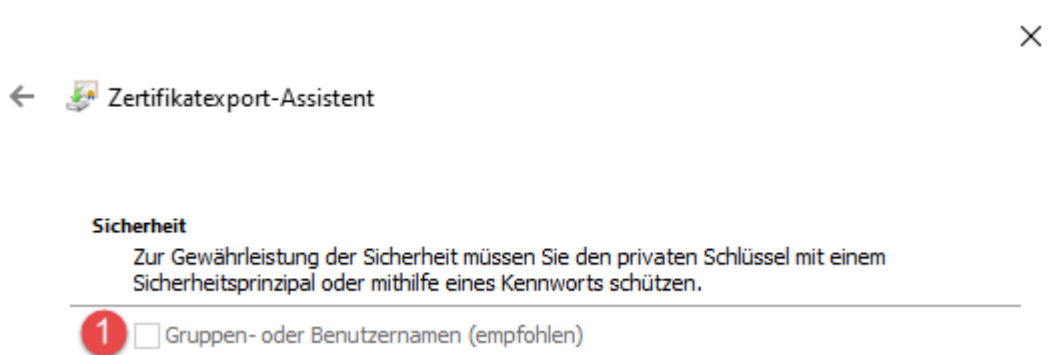 Zertifikatexport-Assistent
Sicherheit
Zur Gewährleistung der Sicherheit müssen Sie den privaten Schlüssel mit einem
Sicherheitsprinzipal oder mithilfe eines Kennworts schützen.
1 Gruppen- oder Benutzernamen (empfohlen)